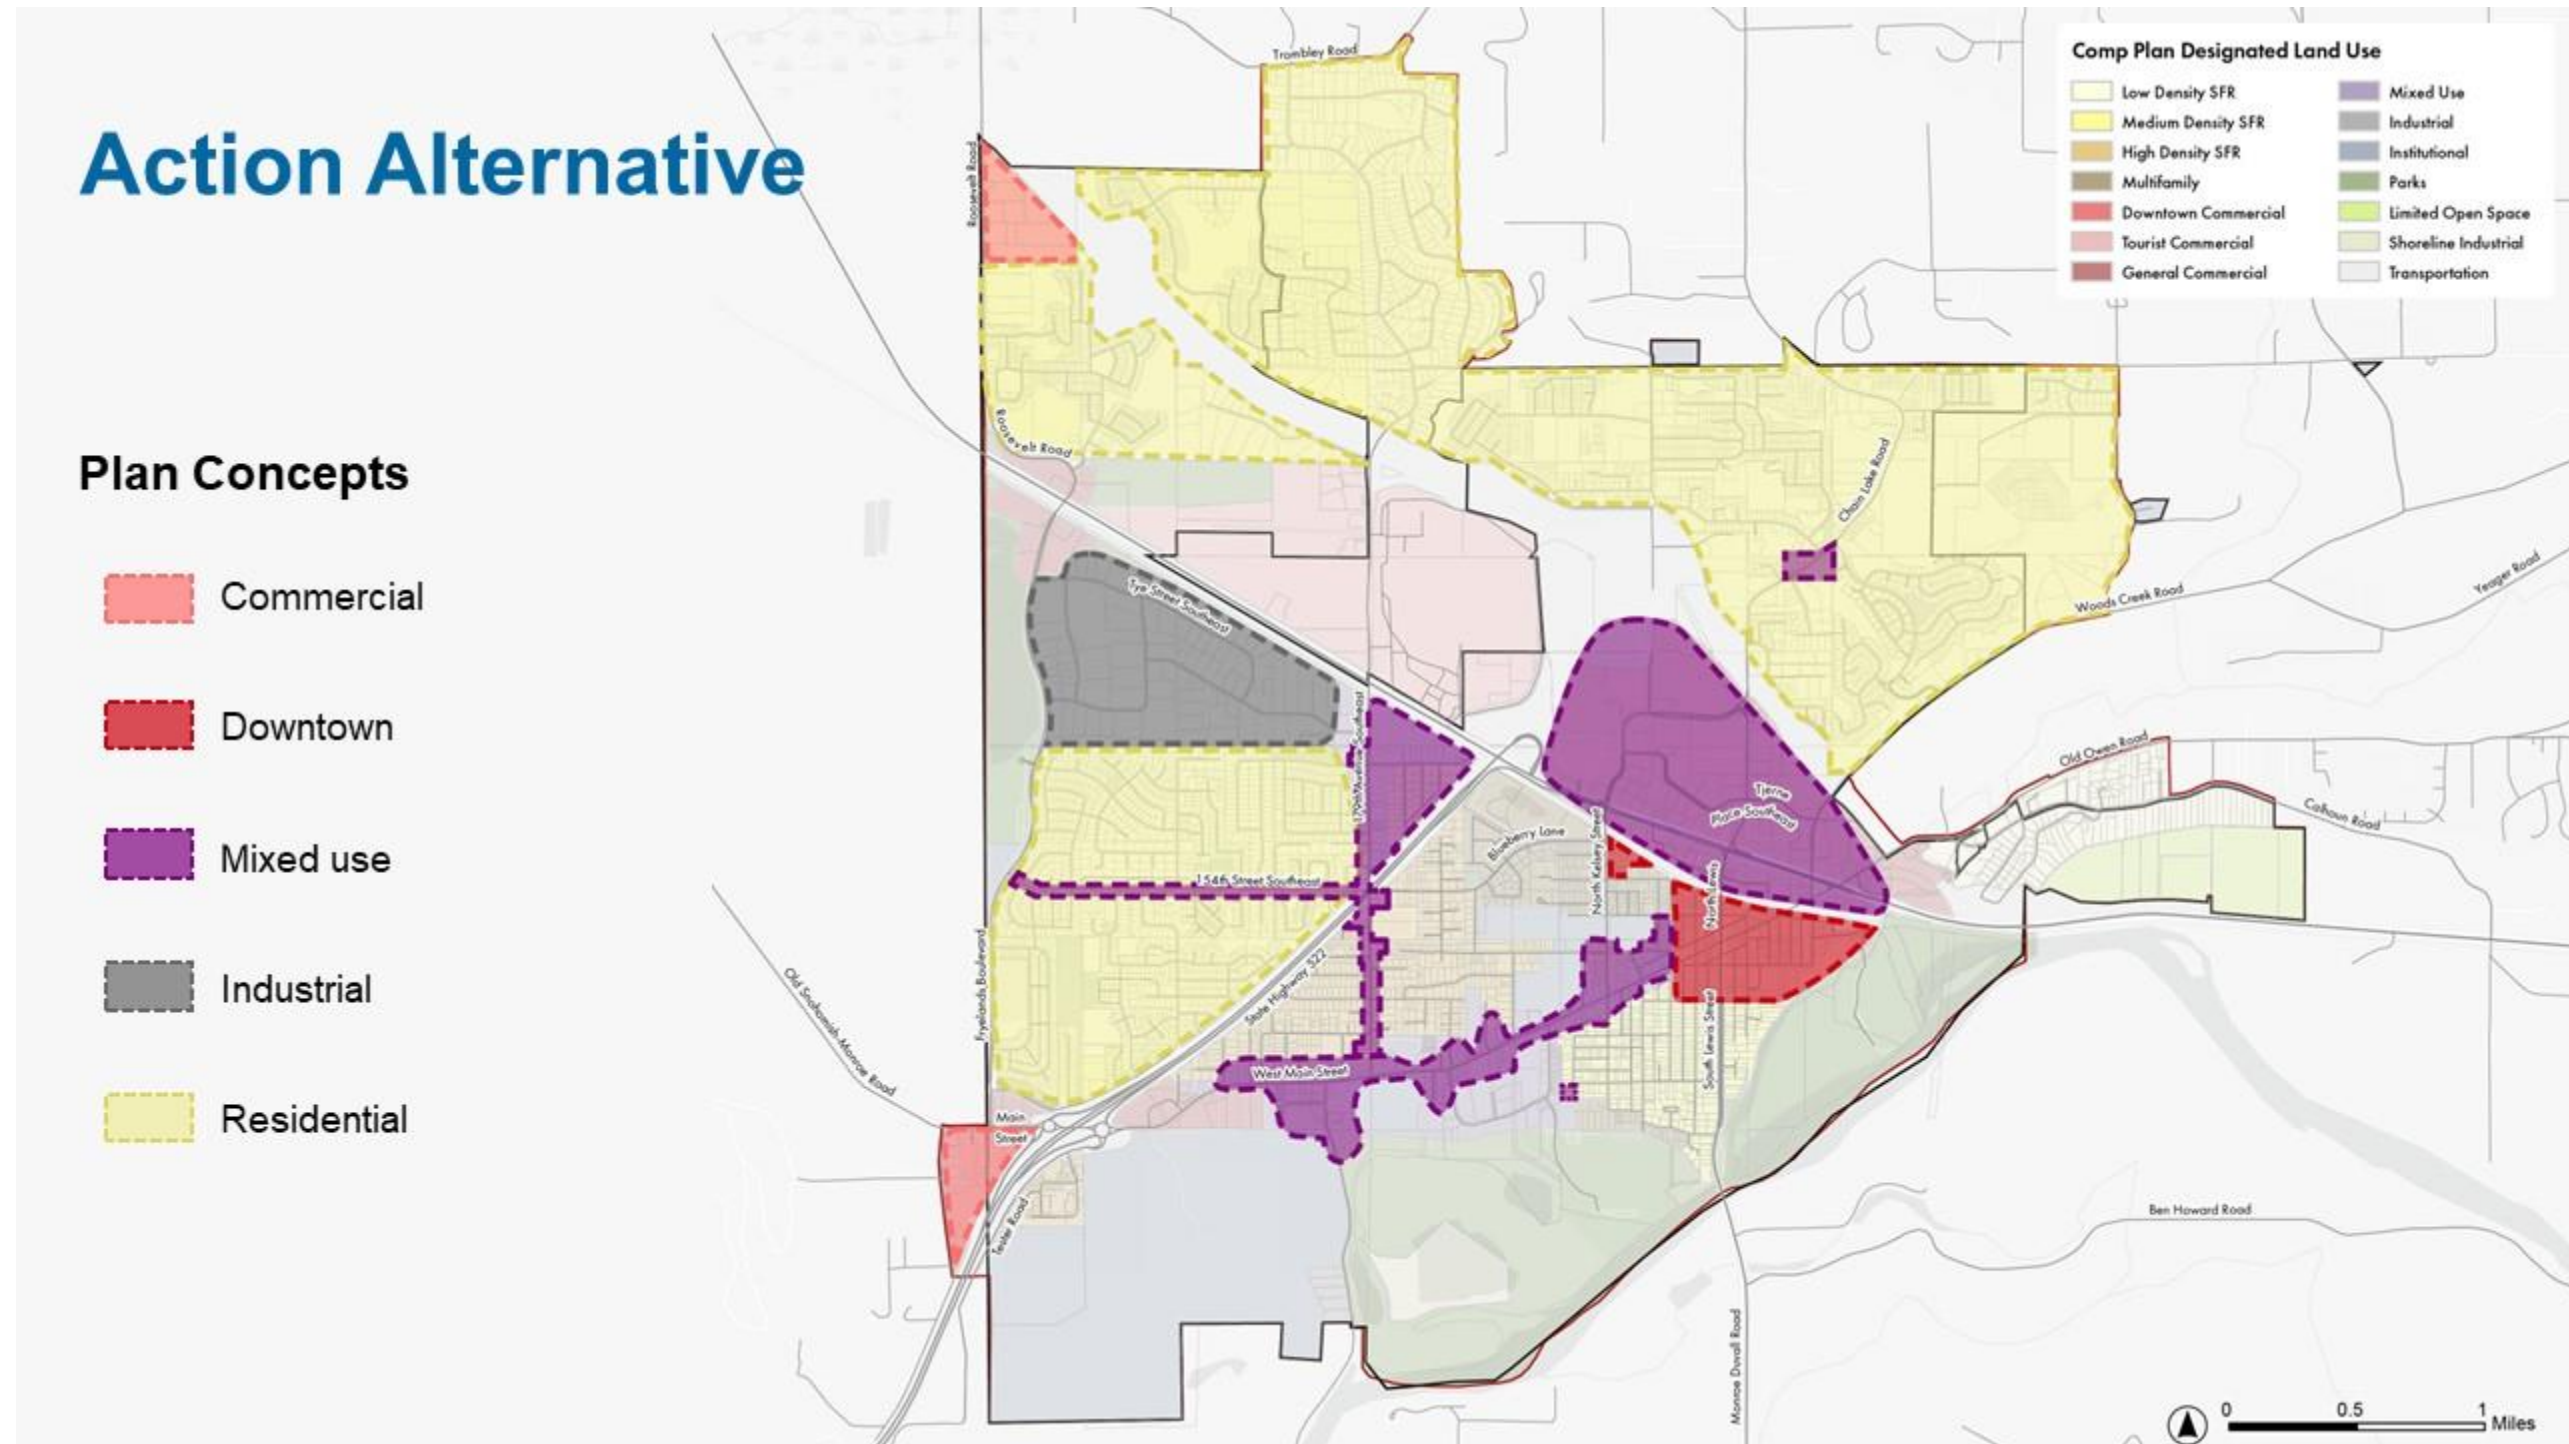 Action Alternative
Plan Concepts
Commercial
Downtown
Mixed use
Industrial
Residential
Comp Plan Designated Land Use
Low Density SFR
Medium Density SFR
High Density SFR
Multifamily
Downtown Commercial
Tourist Commercial
General Commercial
Mixed Use
Industrial
Institutional
Parks
Limited Open Space
Shoreline Industrial
Transportation
Trombley Road
Roosevelt Road
Roosevelt Road
Chain Lake Road
Woods Creek Road
Yeager Road
Tye Street Southeast
179th Avenue Southeast
Old Owen Road
Calhoun Road
Tjerne
Place Southeast
Blueberry Lane
North Kelsey Street
North Lewis
154th Street Southeast
Fryelands Boulevard
State Highway 522
Old Snohomish-Monroe Road
West Main Street
South Lewis Street
Main
Street
Tester Road
Ben Howard Road
Monroe Duvall Road
0
0.5
1
Miles